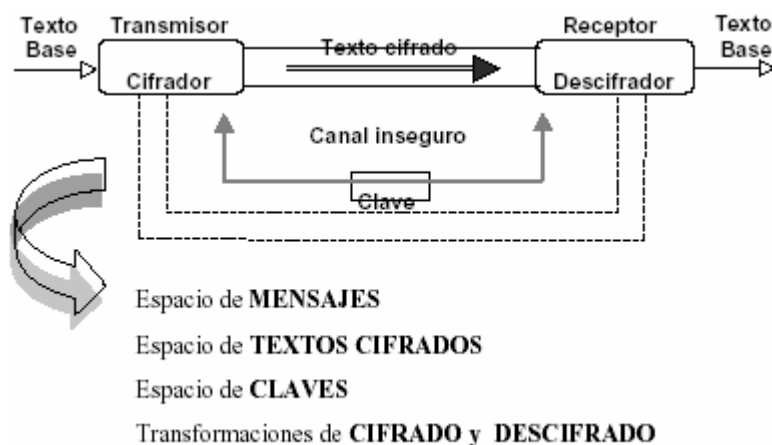 Texto
Base
Transmisor
Cifrador
Texto cifrado
Receptor
Descifrador
Texto
Base
Canal inseguro
Clave
Espacio de MENSAJES
Espacio de TEXTOS CIFRADOS
Espacio de CLAVES
Transformaciones de CIFRADO y DESCIFRADO